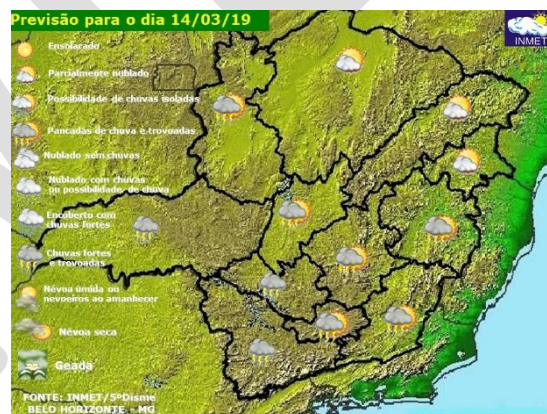 Previsão para o dia 14/03/19
INMET
Ensolarado
Parcialmente nublado
Possibilidade de chuvas isoladas
Pancadas de chuva e trovoadas
Nublado sem chuvas
Nublado com chuvas
ou possibilidade de chuva
Encoberto com
chuvas fortes
Chuvas fortes
e trovoadas
Névoa úmida ou
nevoeiros ao amanhecer
Névoa seca
Geada
FONTE: INMET/5ºDisme
BELO HORIZONTE - MG